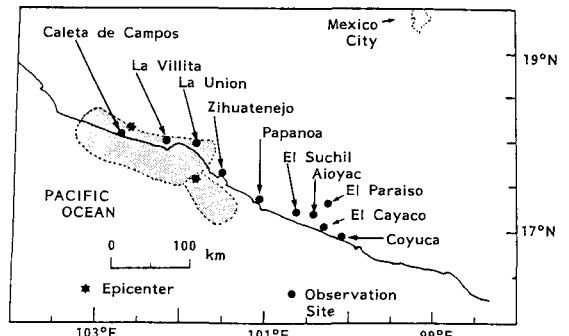 Mexico
City
19°N
Caleta de Campos
La Villita
La Union
Zihuatenejo
Papanoa
El Suchil
Aioyac
El Paraiso
El Cayaco
Coyuca
PACIFIC
OCEAN
17°N
0 100
km
Epicenter
Observation
Site
103°E 101°E 99°E